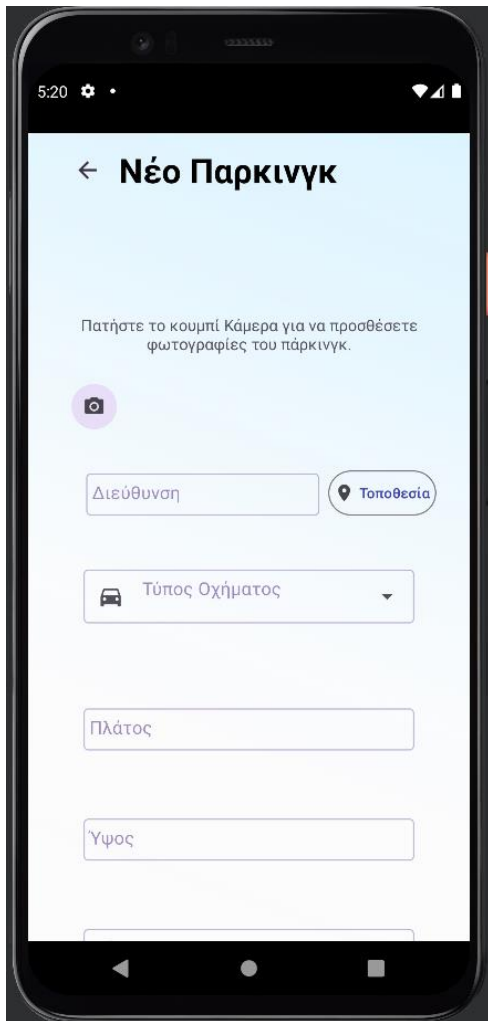 5:20
Νέο Παρκινγκ
Πατήστε το κουμπί Κάμερα για να προσθέσετε
φωτογραφίες του πάρκινγκ.
Διεύθυνση
Τοποθεσία
Τύπος Οχήματος
Πλάτος
Ύψος